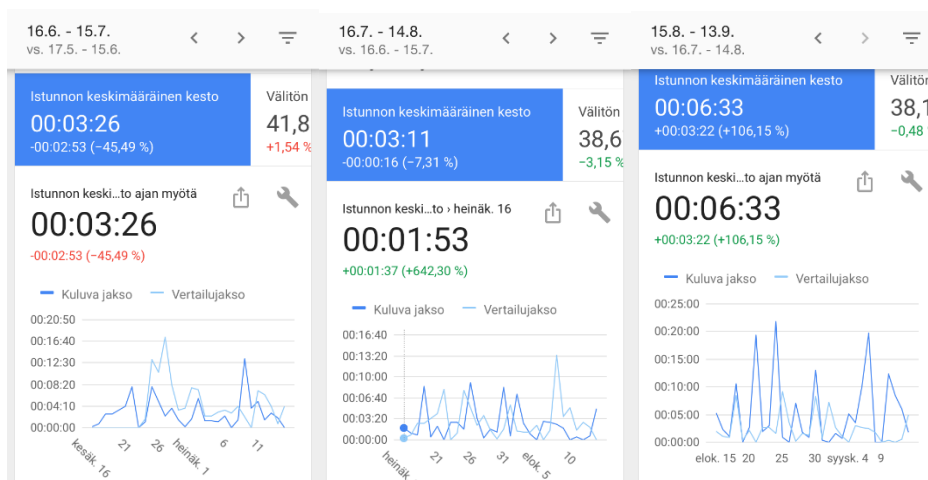 16.6. - 15.7.
vs. 17.5. - 15.6.
Istunnon keskimääräinen kesto
00:03:26
-00:02:53 (−45,49 %)
Välitön
41,8
+1,54 %
Istunnon keski...to ajan myötä
00:03:26
-00:02:53 (−45,49 %)
Kuluva jakso
Vertailujakso
00:20:50
00:16:40
00:12:30
00:08:20
00:04:10
00:00:00
kesäk. 16
21
26
heinäk. 1
6
11
16.7. - 14.8.
vs. 16.6. - 15.7.
Istunnon keskimääräinen kesto
00:03:11
-00:00:16 (−7,31 %)
Välitön
38,6
−3,15 %
Istunnon keski...to › heinäk. 16
00:01:53
+00:01:37 (+642,30 %)
Kuluva jakso
Vertailujakso
00:16:40
00:13:20
00:10:00
00:06:40
00:03:20
00:00:00
heinäk
21
26
31
elok. 5
10
15.8. - 13.9.
vs. 16.7. - 14.8.
Istunnon keskimääräinen kesto
00:06:33
+00:03:22 (+106,15 %)
Välitön
38,1
−0,48
Istunnon keski...to ajan myötä
00:06:33
+00:03:22 (+106,15 %)
Kuluva jakso
Vertailujakso
00:25:00
00:20:00
00:15:00
00:10:00
00:05:00
00:00:00
elok. 15
20
25
30
syysk. 4
9